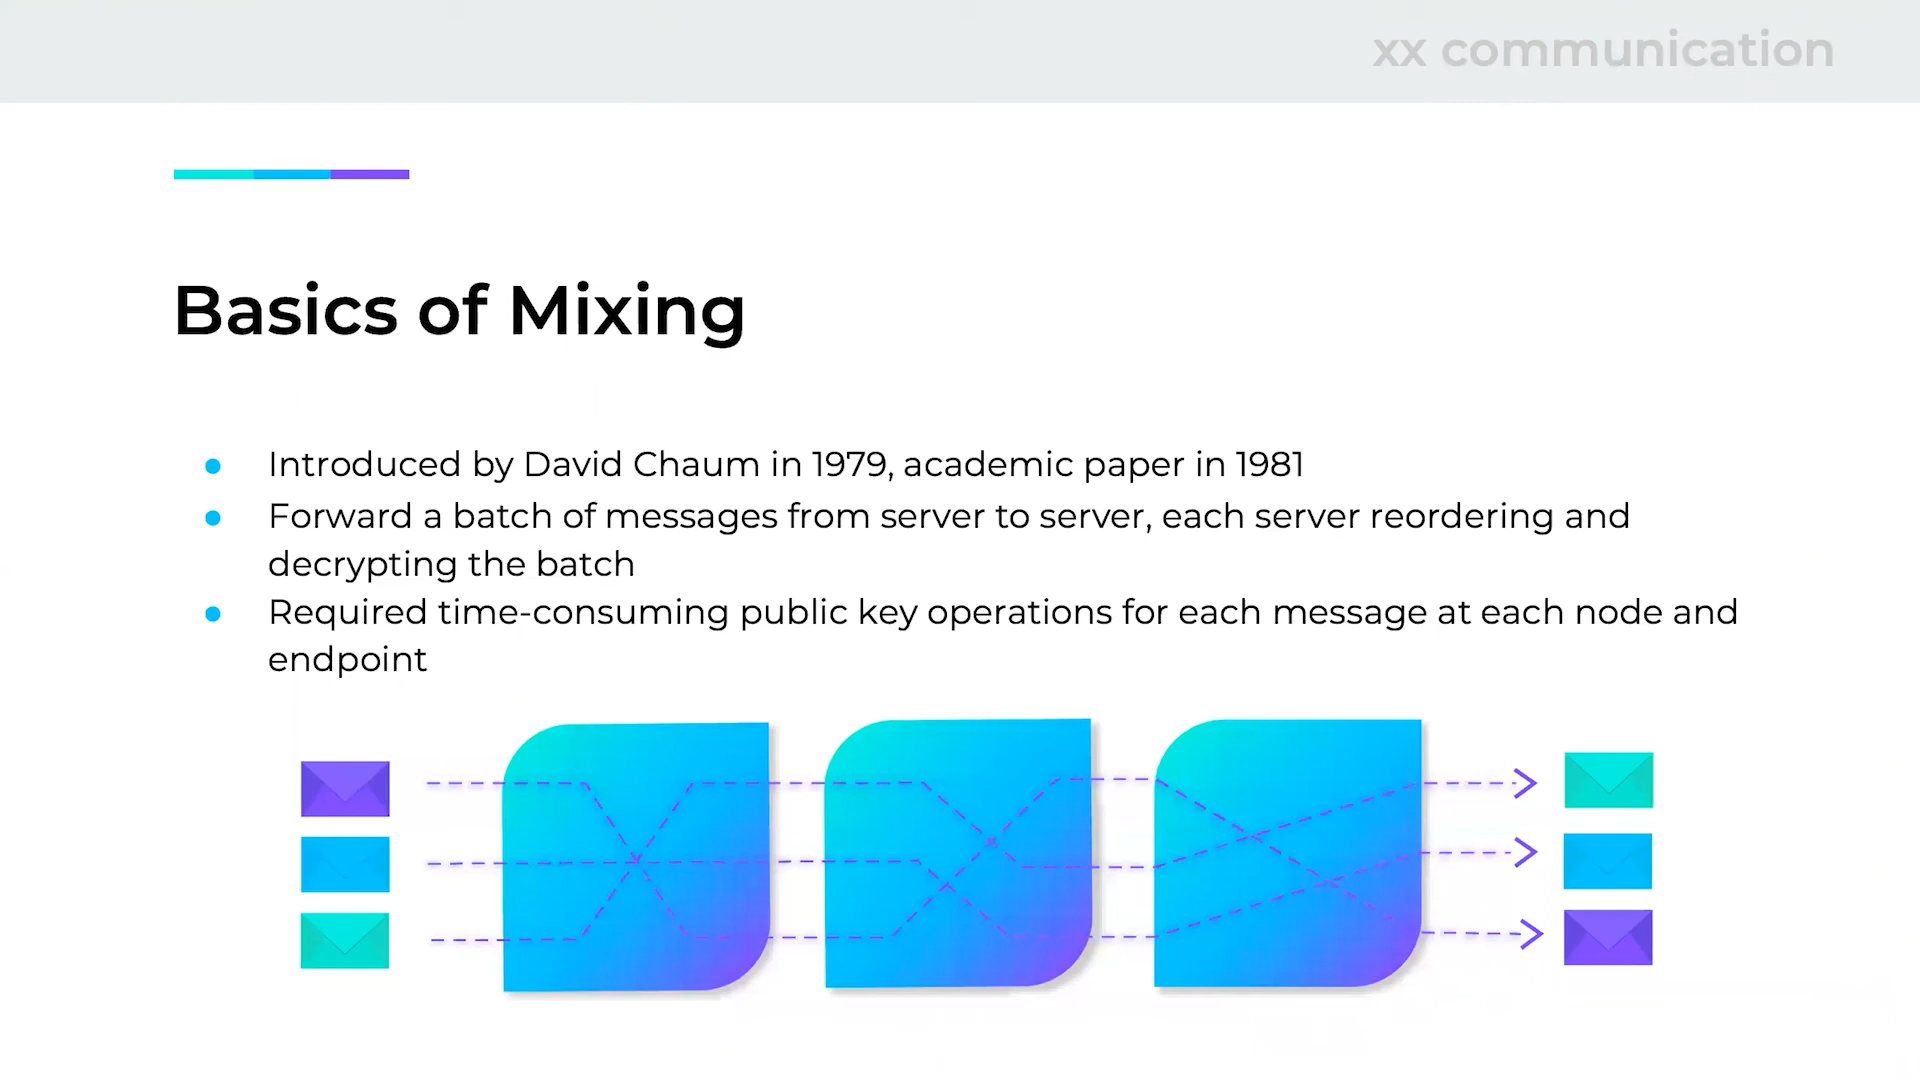 xx communication
Basics of Mixing
● Introduced by David Chaum in 1979, academic paper in 1981
● Forward a batch of messages from server to server, each server reordering and
decrypting the batch
● Required time-consuming public key operations for each message at each node and
endpoint